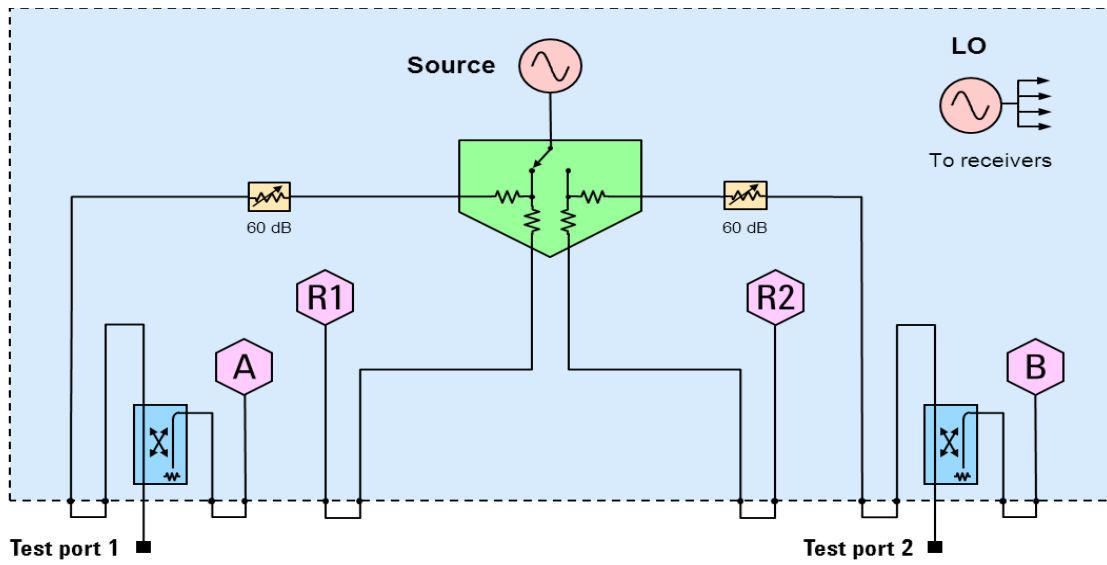 Source
LO
To receivers
60 dB
60 dB
R1
R2
A
B
Test port 1
Test port 2